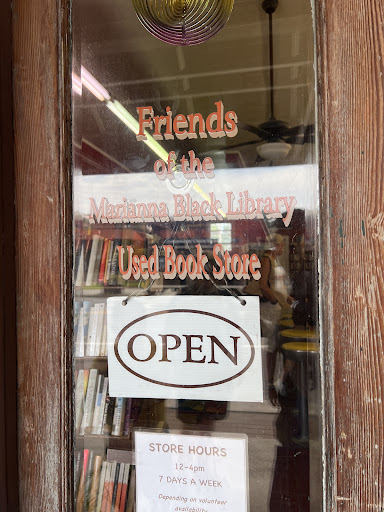 Friends
of the
Marianna Black Library
Used Book Store
OPEN
STORE HOURS
12-4pm
7 DAYS A WEEK
Depending on volunteer
availability